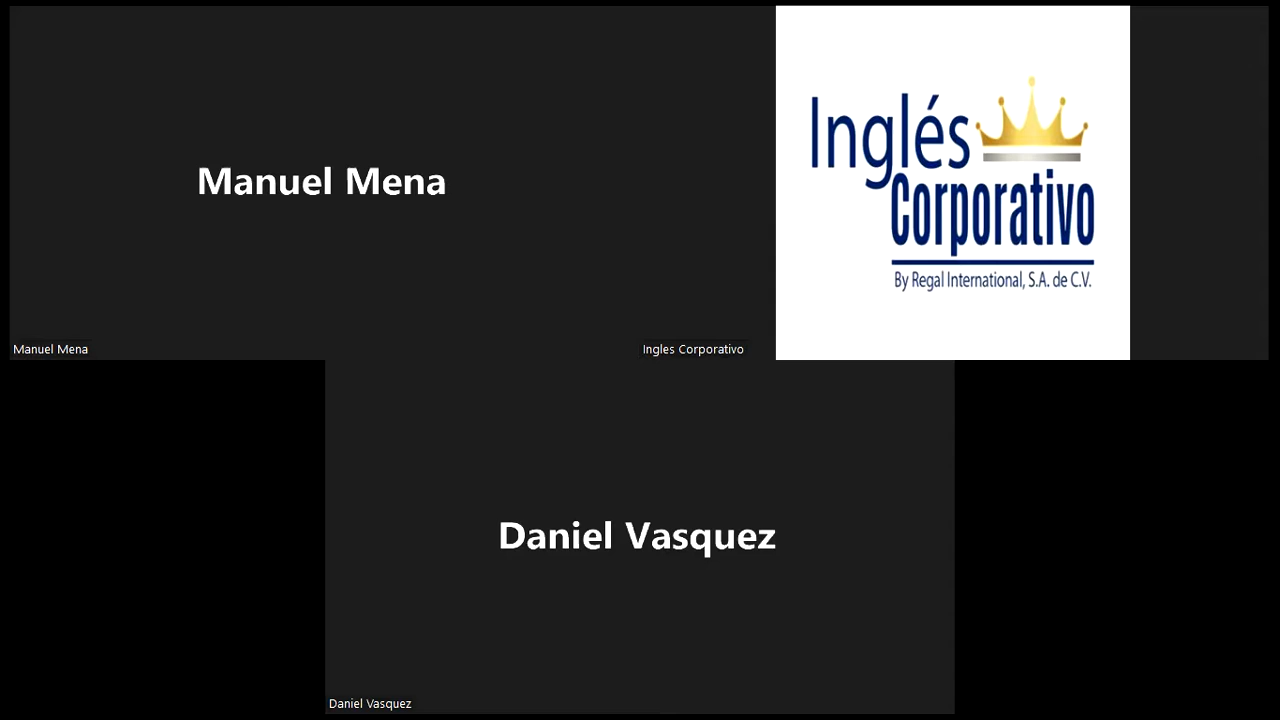 Manuel Mena
Manuel Mena
Inglés
Corporativo
By Regal International, S.A. de C.V.
Ingles Corporativo
Daniel Vasquez
Daniel Vasquez